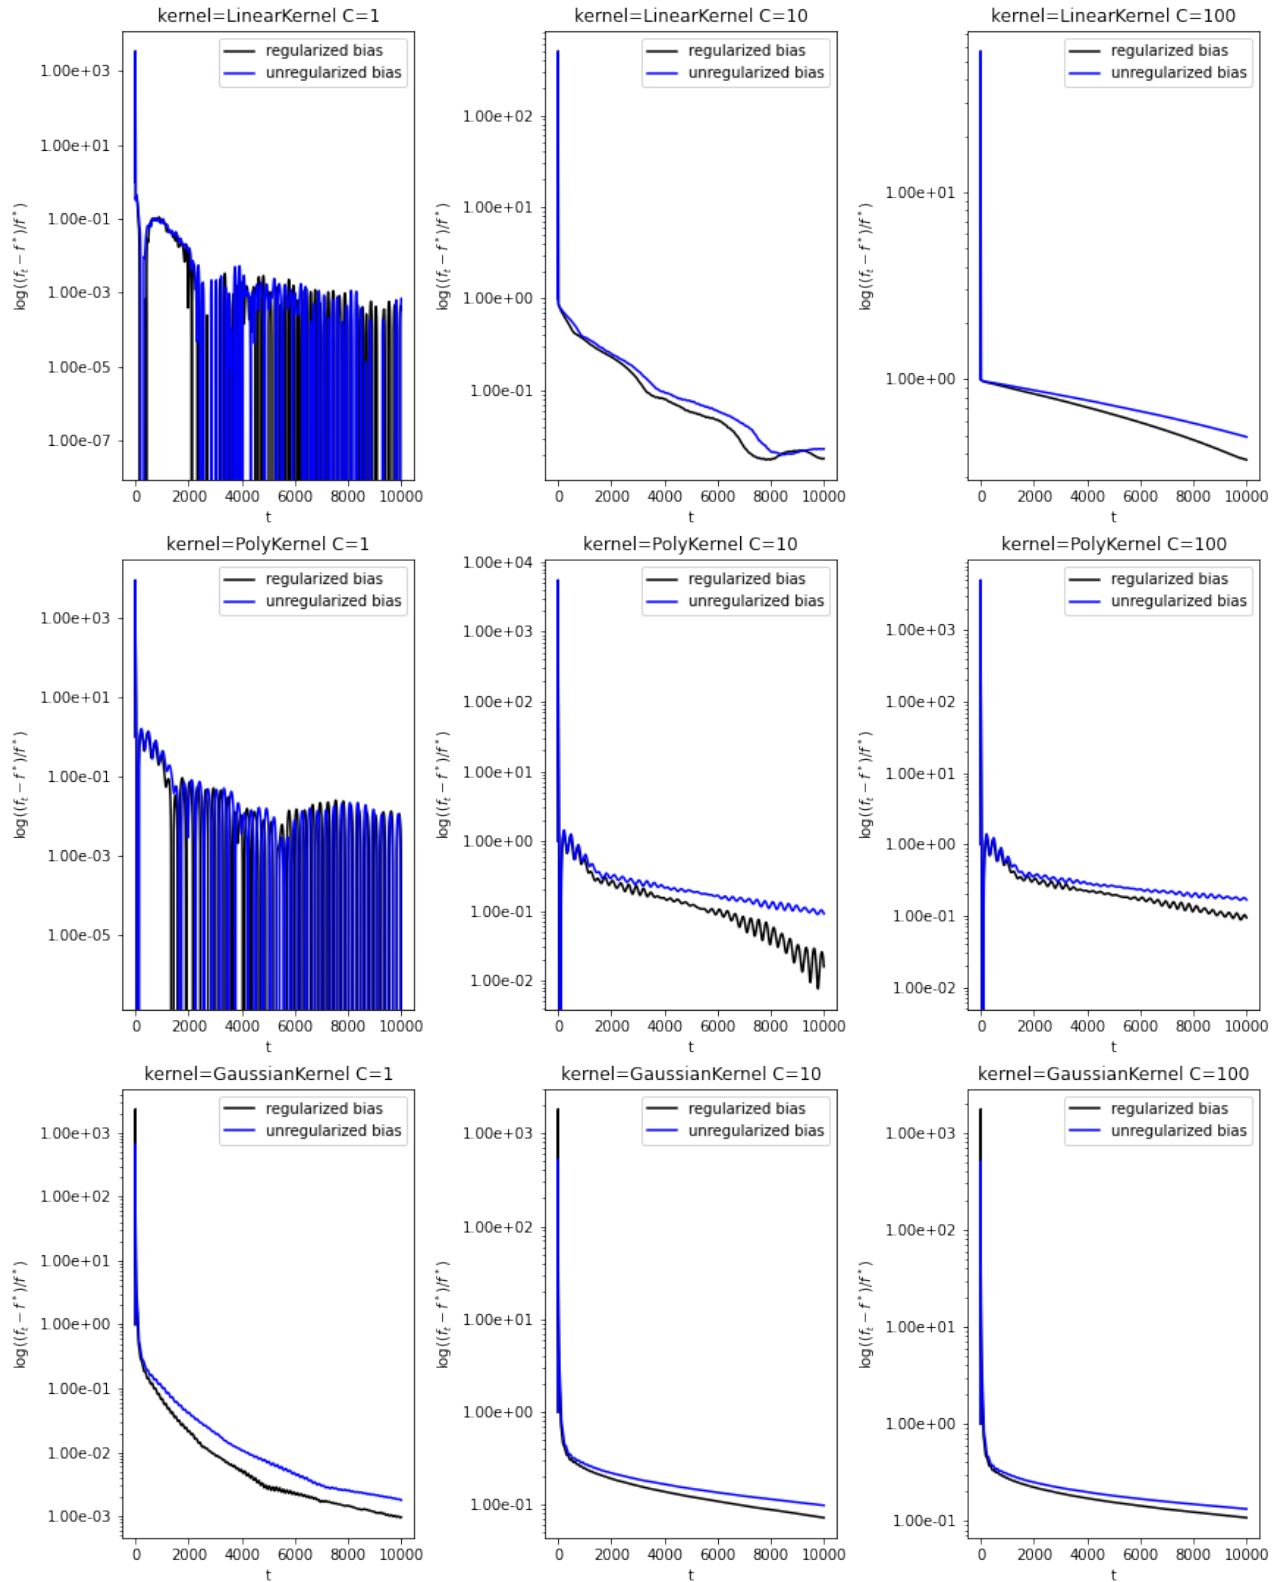 kernel=LinearKernel C=1
regularized bias
unregularized bias
1.00e+03
1.00e+01
1.00e-01
1.00e-03
1.00e-05
1.00e-07
log((f_t − f*)/f*)
0 2000 4000 6000 8000 10000
t
kernel=LinearKernel C=10
regularized bias
unregularized bias
1.00e+02
1.00e+01
1.00e+00
1.00e-01
log((f_t − f*)/f*)
0 2000 4000 6000 8000 10000
t
kernel=LinearKernel C=100
regularized bias
unregularized bias
1.00e+01
1.00e+00
log((f_t − f*)/f*)
0 2000 4000 6000 8000 10000
t
kernel=PolyKernel C=1
regularized bias
unregularized bias
1.00e+03
1.00e+01
1.00e-01
1.00e-03
1.00e-05
log((f_t − f*)/f*)
0 2000 4000 6000 8000 10000
t
kernel=PolyKernel C=10
regularized bias
unregularized bias
1.00e+04
1.00e+03
1.00e+02
1.00e+01
1.00e+00
1.00e-01
1.00e-02
log((f_t − f*)/f*)
0 2000 4000 6000 8000 10000
t
kernel=PolyKernel C=100
regularized bias
unregularized bias
1.00e+03
1.00e+02
1.00e+01
1.00e+00
1.00e-01
1.00e-02
log((f_t − f*)/f*)
0 2000 4000 6000 8000 10000
t
kernel=GaussianKernel C=1
regularized bias
unregularized bias
1.00e+03
1.00e+02
1.00e+01
1.00e+00
1.00e-01
1.00e-02
1.00e-03
log((f_t − f*)/f*)
0 2000 4000 6000 8000 10000
t
kernel=GaussianKernel C=10
regularized bias
unregularized bias
1.00e+03
1.00e+02
1.00e+01
1.00e+00
1.00e-01
log((f_t − f*)/f*)
0 2000 4000 6000 8000 10000
t
kernel=GaussianKernel C=100
regularized bias
unregularized bias
1.00e+03
1.00e+02
1.00e+01
1.00e+00
1.00e-01
log((f_t − f*)/f*)
0 2000 4000 6000 8000 10000
t